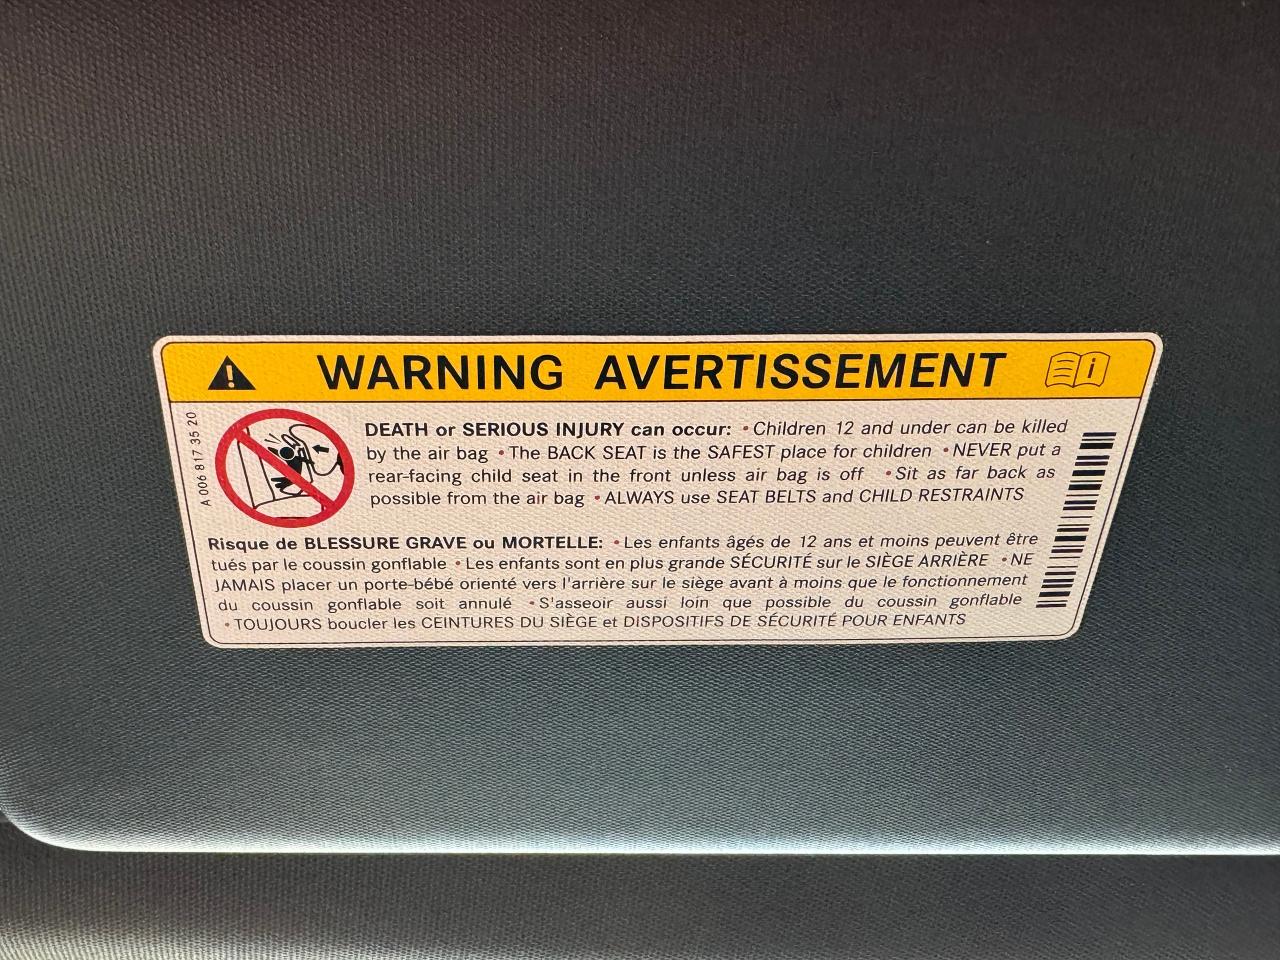 WARNING AVERTISSEMENT
A 006 817 35 20
DEATH or SERIOUS INJURY can occur: •Children 12 and under can be killed
by the air bag •The BACK SEAT is the SAFEST place for children •NEVER put a
rear-facing child seat in the front unless air bag is off •Sit as far back as
possible from the air bag •ALWAYS use SEAT BELTS and CHILD RESTRAINTS
Risque de BLESSURE GRAVE ou MORTELLE: •Les enfants âgés de 12 ans et moins peuvent être
tués par le coussin gonflable •Les enfants sont en plus grande SÉCURITÉ sur le SIÈGE ARRIÈRE •NE
JAMAIS placer un porte-bébé orienté vers l'arrière sur le siège avant à moins que le fonctionnement
du coussin gonflable soit annulé •S'asseoir aussi loin que possible du coussin gonflable
•TOUJOURS boucler les CEINTURES DU SIÈGE et DISPOSITIFS DE SÉCURITÉ POUR ENFANTS